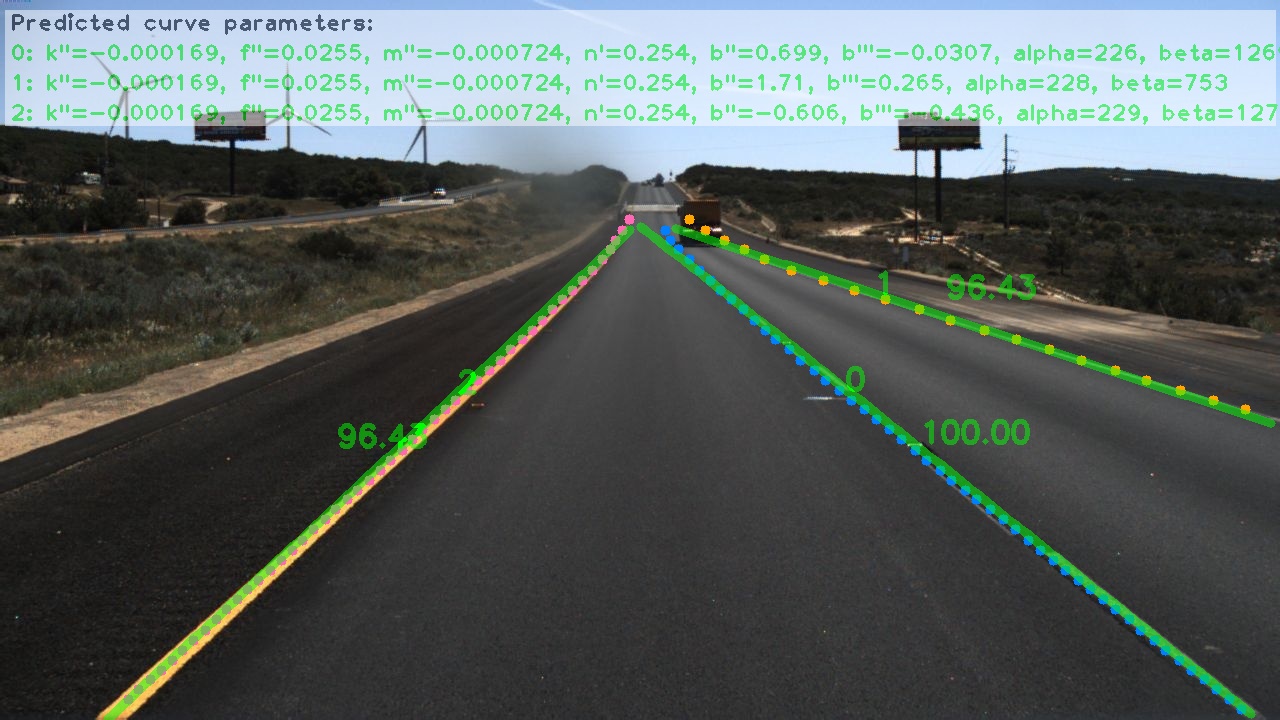 Predicted curve parameters:
0: k''=-0.000169, f''=0.0255, m''=-0.000724, n'=0.254, b''=0.699, b'''=-0.0307, alpha=226, beta=126
1: k''=-0.000169, f''=0.0255, m''=-0.000724, n'=0.254, b''=1.71, b'''=0.265, alpha=228, beta=753
2: k''=-0.000169, f''=0.0255, m''=-0.000724, n'=0.254, b''=-0.606, b'''=-0.436, alpha=229, beta=127
1 96.43
2 0
96.43 100.00